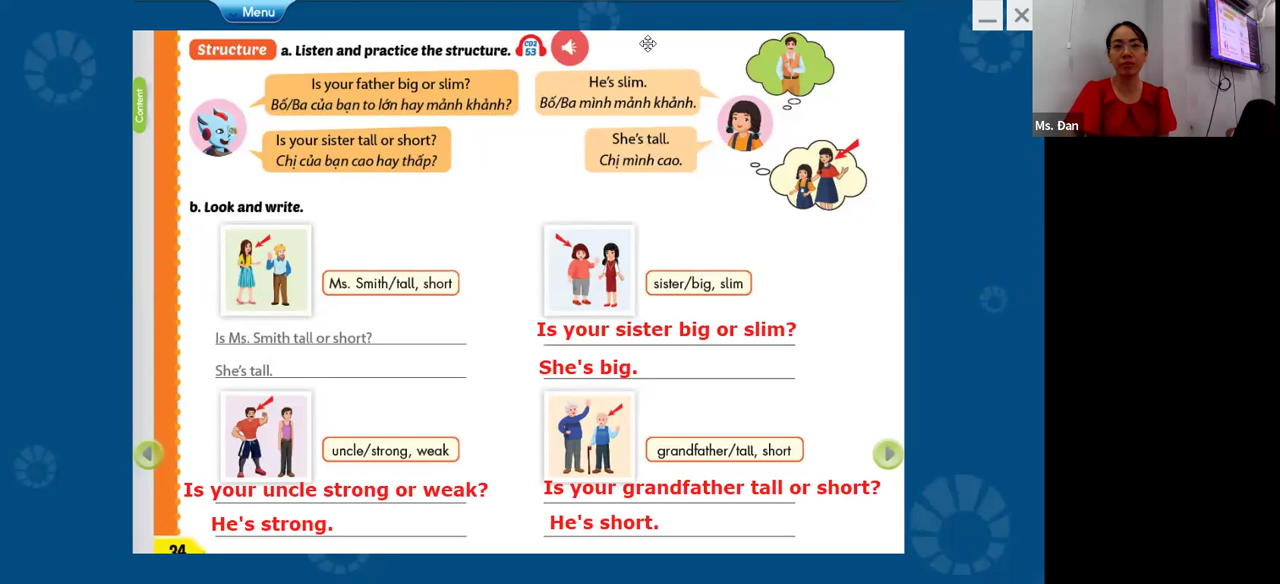 Menu
Structure a. Listen and practice the structure. CD2 53
Content
Is your father big or slim?
Bố/Ba của bạn to lớn hay mảnh khảnh?
He's slim.
Bố/Ba mình mảnh khảnh.
Is your sister tall or short?
Chị của bạn cao hay thấp?
She's tall.
Chị mình cao.
Ms. Đan
b. Look and write.
Ms. Smith/tall, short
Is Ms. Smith tall or short?
She's tall.
sister/big, slim
Is your sister big or slim?
She's big.
uncle/strong, weak
Is your uncle strong or weak?
He's strong.
grandfather/tall, short
Is your grandfather tall or short?
He's short.
34